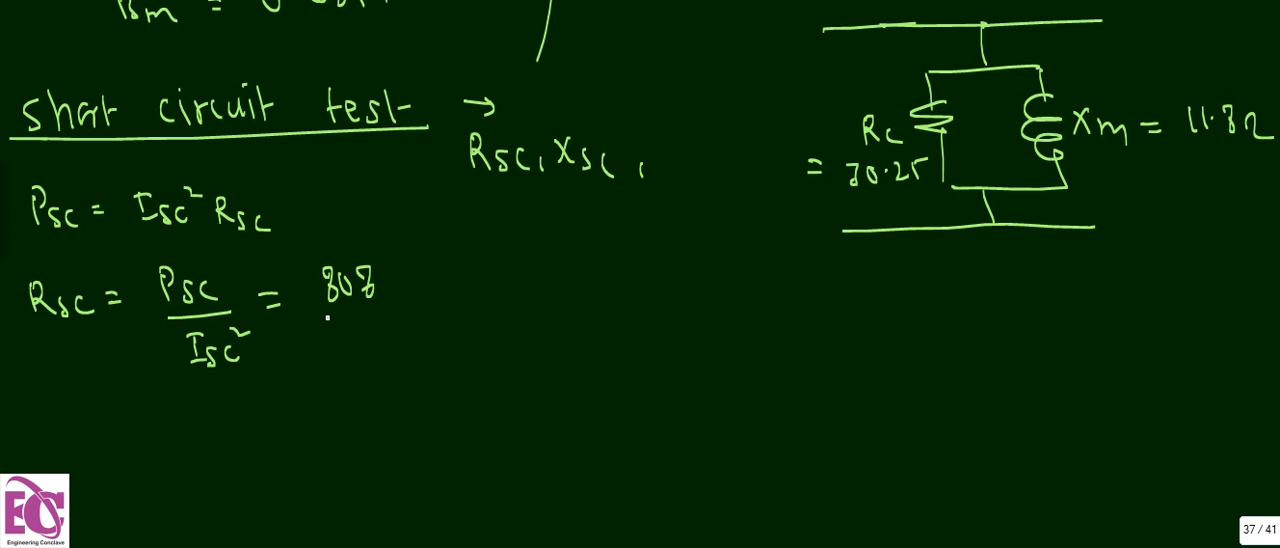 Short circuit test →
Rsc, Xsc,
Psc = Isc² Rsc
Rsc = Psc / Isc² = 808
Rc
= 30.25
Xm = 11.8Ω
EC
Engineering Conclave
37 / 41